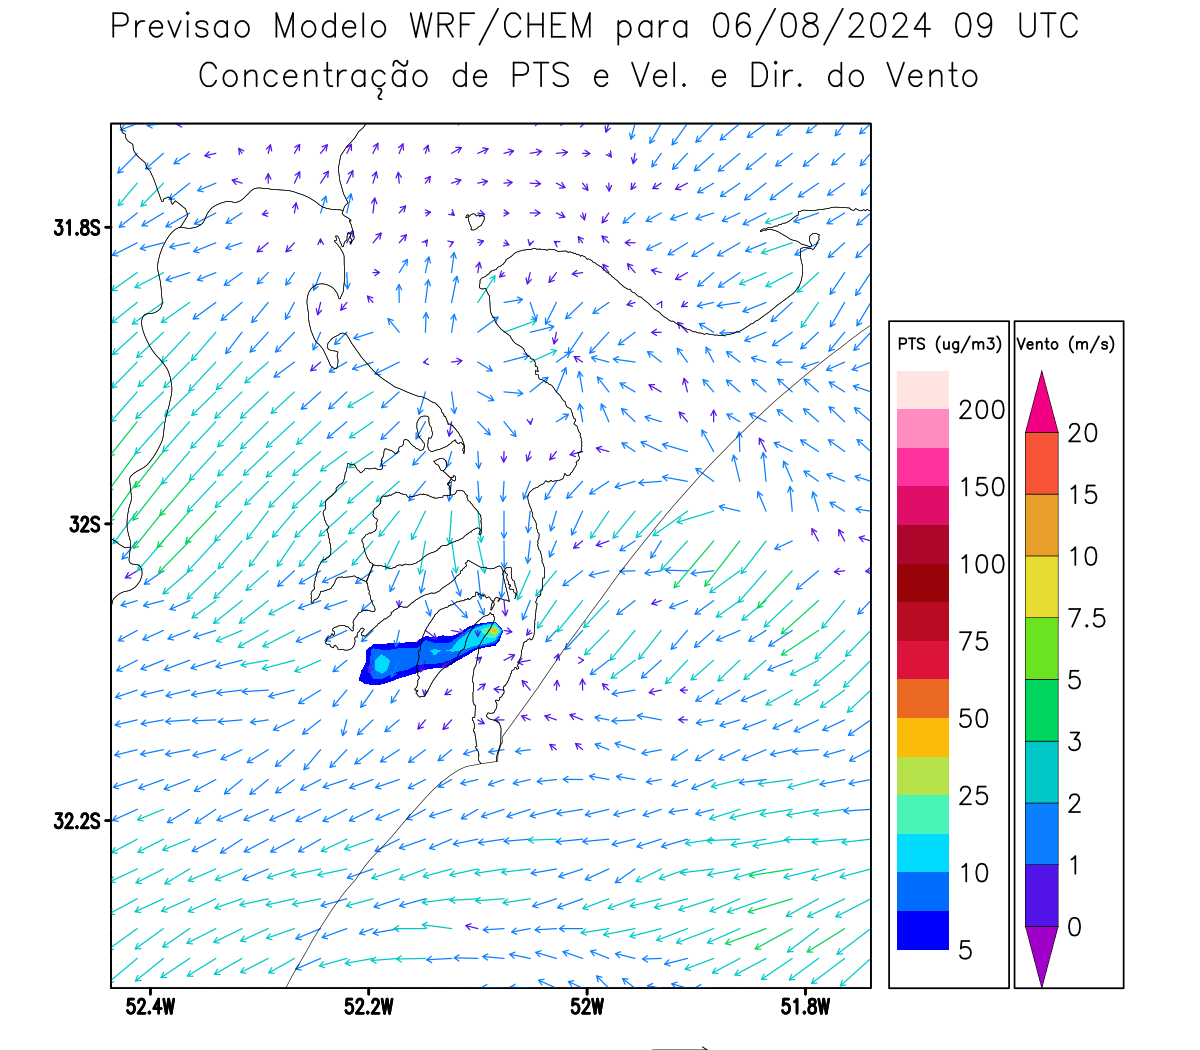 Previsao Modelo WRF/CHEM para 06/08/2024 09 UTC
Concentração de PTS e Vel. e Dir. do Vento
31.8S
32S
32.2S
52.4W 52.2W 52W 51.8W
PTS (ug/m3)
200
150
100
75
50
25
10
5
Vento (m/s)
20
15
10
7.5
5
3
2
1
0